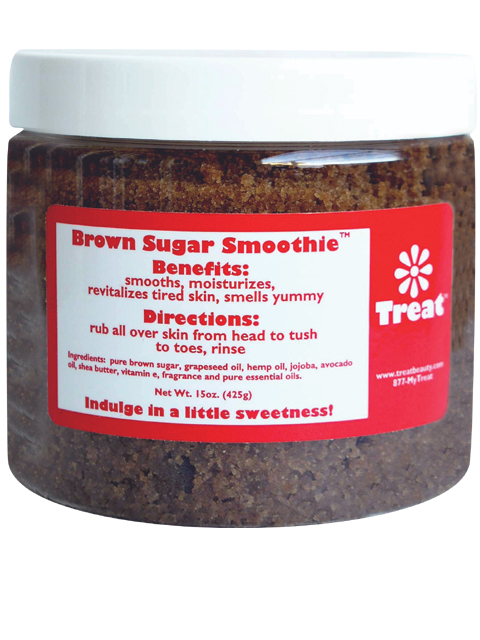 Brown Sugar Smoothie™
Benefits:
smooths, moisturizes,
revitalizes tired skin, smells yummy
Directions:
rub all over skin from head to tush
to toes, rinse
Ingredients: pure brown sugar, grapeseed oil, hemp oil, jojoba, avocado
oil, shea butter, vitamin e, fragrance and pure essential oils.
Net Wt. 15oz. (425g)
Indulge in a little sweetness!
Treat™
www.treatbeauty.com
877-MyTreat